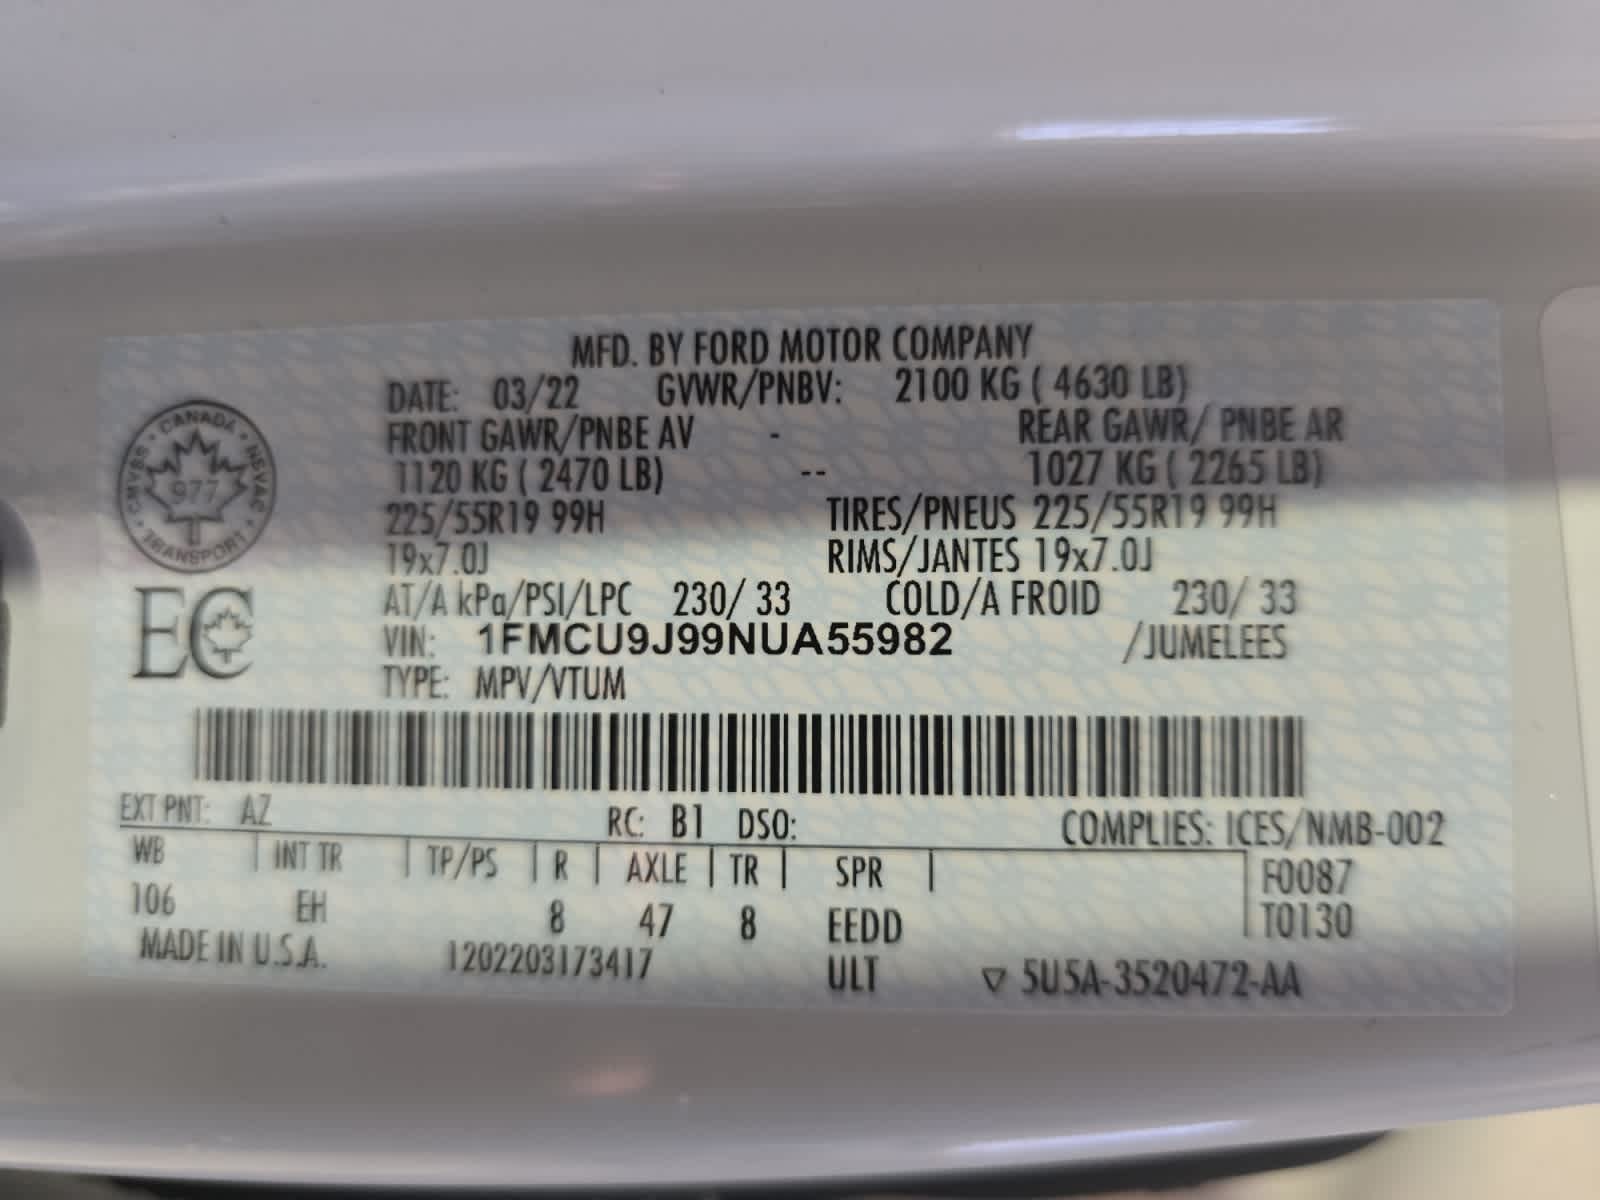 MFD. BY FORD MOTOR COMPANY
DATE: 03/22 GVWR/PNBV: 2100 KG ( 4630 LB)
FRONT GAWR/PNBE AV - REAR GAWR/ PNBE AR
1120 KG ( 2470 LB) -- 1027 KG ( 2265 LB)
225/55R19 99H TIRES/PNEUS 225/55R19 99H
19x7.0J RIMS/JANTES 19x7.0J
AT/A kPa/PSI/LPC 230/ 33 COLD/A FROID 230/ 33
VIN: 1FMCU9J99NUA55982 /JUMELEES
TYPE: MPV/VTUM
CANADA · NSVAC · TRANSPORT · CMVSS
977
EC
EXT PNT: AZ RC: B1 DSO: COMPLIES: ICES/NMB-002
WB | INT TR | TP/PS | R | AXLE | TR | SPR | F0087
106 EH 8 47 8 EEDD T0130
MADE IN U.S.A. 1202203173417 ULT ▽ 5U5A-3520472-AA